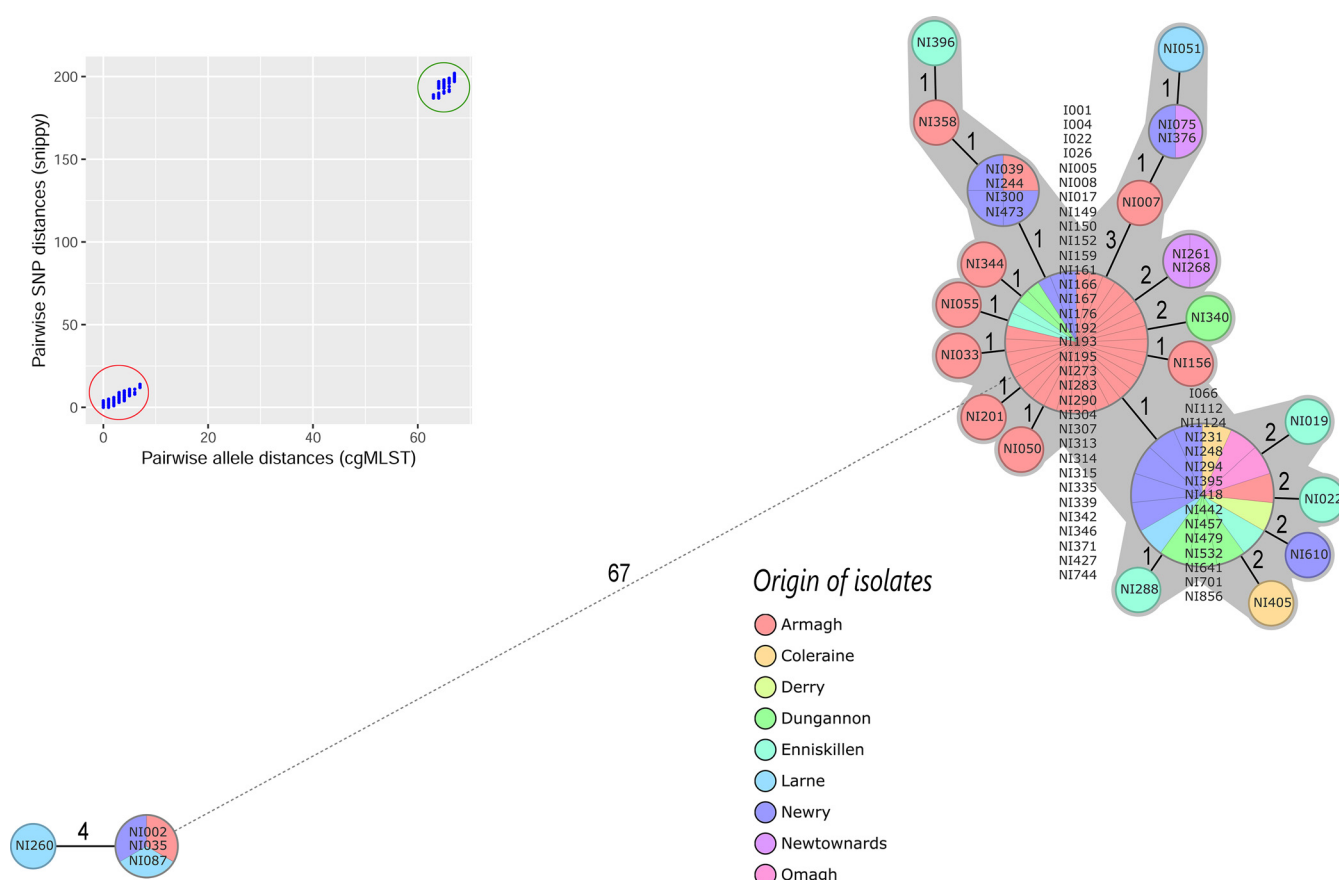 200
150
100
50
0
0
20
40
60
Pairwise SNP distances (snippy)
Pairwise allele distances (cgMLST)
NI396
1
NI358
1
NI039
NI244
NI300
NI473
1
NI051
1
NI075
NI376
1
NI007
3
NI261
NI268
2
NI340
2
NI156
1
NI344
1
NI055
1
NI033
1
NI201
1
NI050
1
I001
I004
I022
I026
NI005
NI008
NI017
NI149
NI150
NI152
NI159
NI161
NI166
NI167
NI176
NI192
NI193
NI195
NI273
NI283
NI290
NI304
NI307
NI313
NI314
NI315
NI335
NI339
NI342
NI346
NI371
NI427
NI744
1
I066
NI112
NI1124
NI231
NI248
NI294
NI395
NI418
NI442
NI457
NI479
NI532
NI641
NI701
NI856
2
NI019
2
NI022
2
NI610
2
NI405
1
NI288
67
4
NI260
NI002
NI035
NI087
Origin of isolates
Armagh
Coleraine
Derry
Dungannon
Enniskillen
Larne
Newry
Newtownards
Omagh